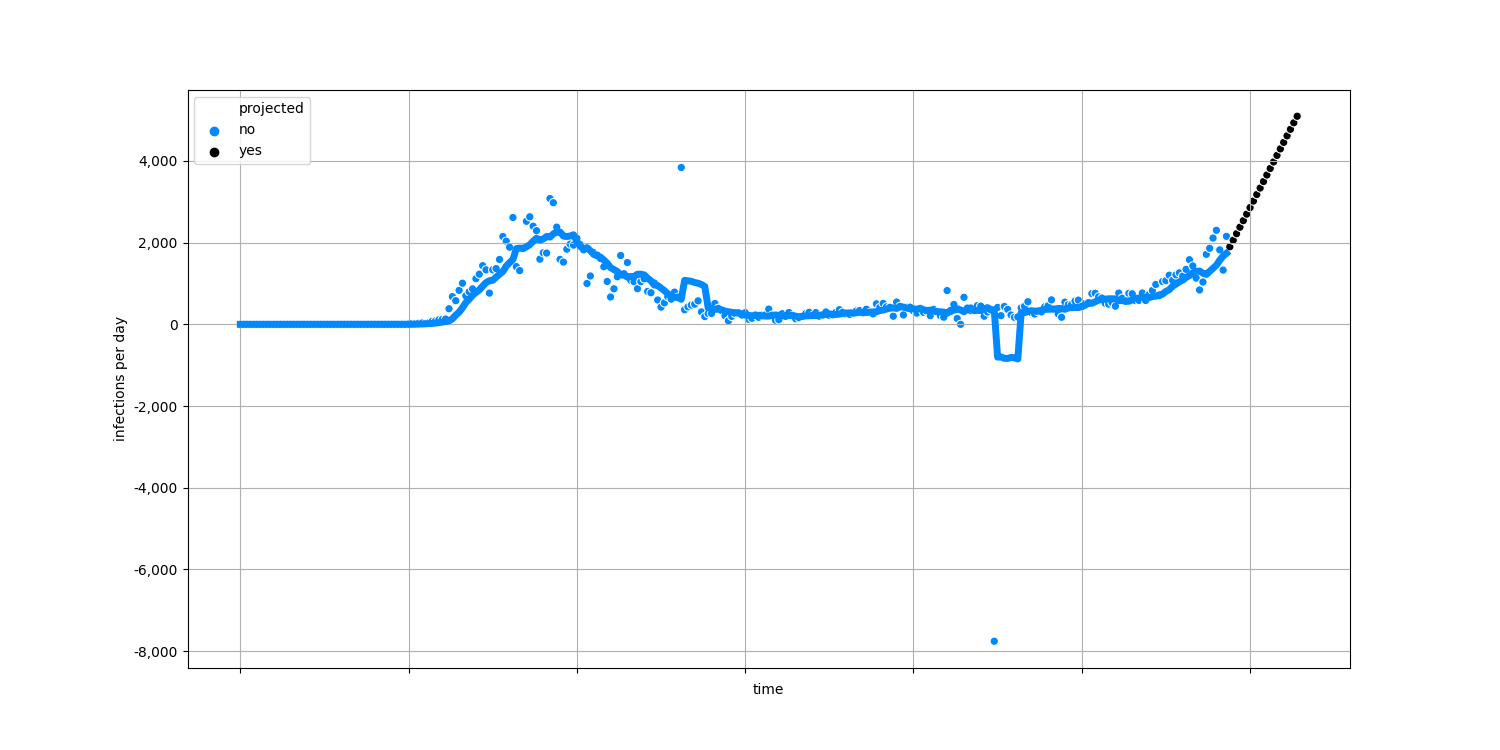 projected
no
yes
4,000
2,000
0
-2,000
-4,000
-6,000
-8,000
infections per day
time